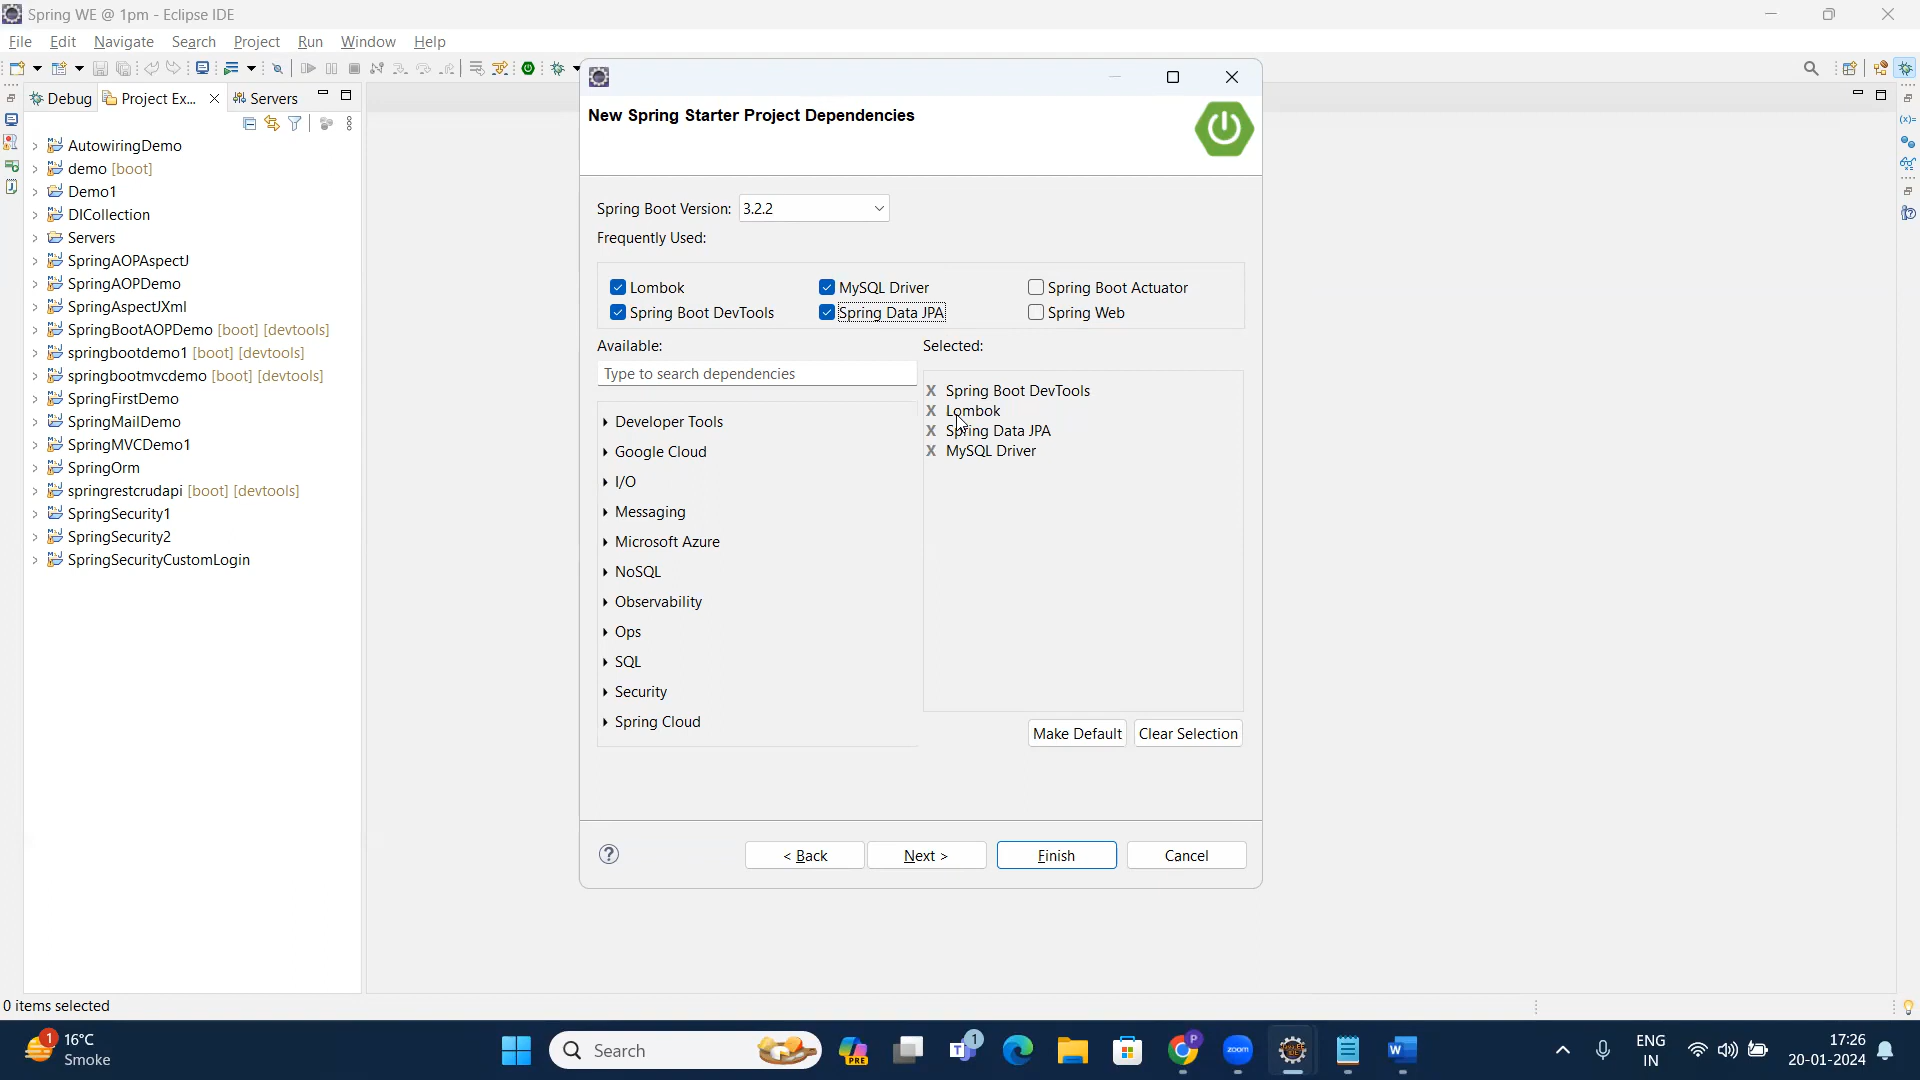 Spring WE @ 1pm - Eclipse IDE
File Edit Navigate Search Project Run Window Help
Debug Project Ex... Servers
AutowiringDemo
demo [boot]
Demo1
DICollection
Servers
SpringAOPAspectJ
SpringAOPDemo
SpringAspectJXml
SpringBootAOPDemo [boot] [devtools]
springbootdemo1 [boot] [devtools]
springbootmvcdemo [boot] [devtools]
SpringFirstDemo
SpringMailDemo
SpringMVCDemo1
SpringOrm
springrestcrudapi [boot] [devtools]
SpringSecurity1
SpringSecurity2
SpringSecurityCustomLogin
New Spring Starter Project Dependencies
Spring Boot Version: 3.2.2
Frequently Used:
Lombok MySQL Driver Spring Boot Actuator
Spring Boot DevTools Spring Data JPA Spring Web
Available: Selected:
Type to search dependencies
Developer Tools
Google Cloud
I/O
Messaging
Microsoft Azure
NoSQL
Observability
Ops
SQL
Security
Spring Cloud
X Spring Boot DevTools
X Lombok
X Spring Data JPA
X MySQL Driver
Make Default Clear Selection
? < Back Next > Finish Cancel
0 items selected
1 16°C
Smoke
Search
PRE
1
T
P
zoom
W
ENG
IN
17:26
20-01-2024